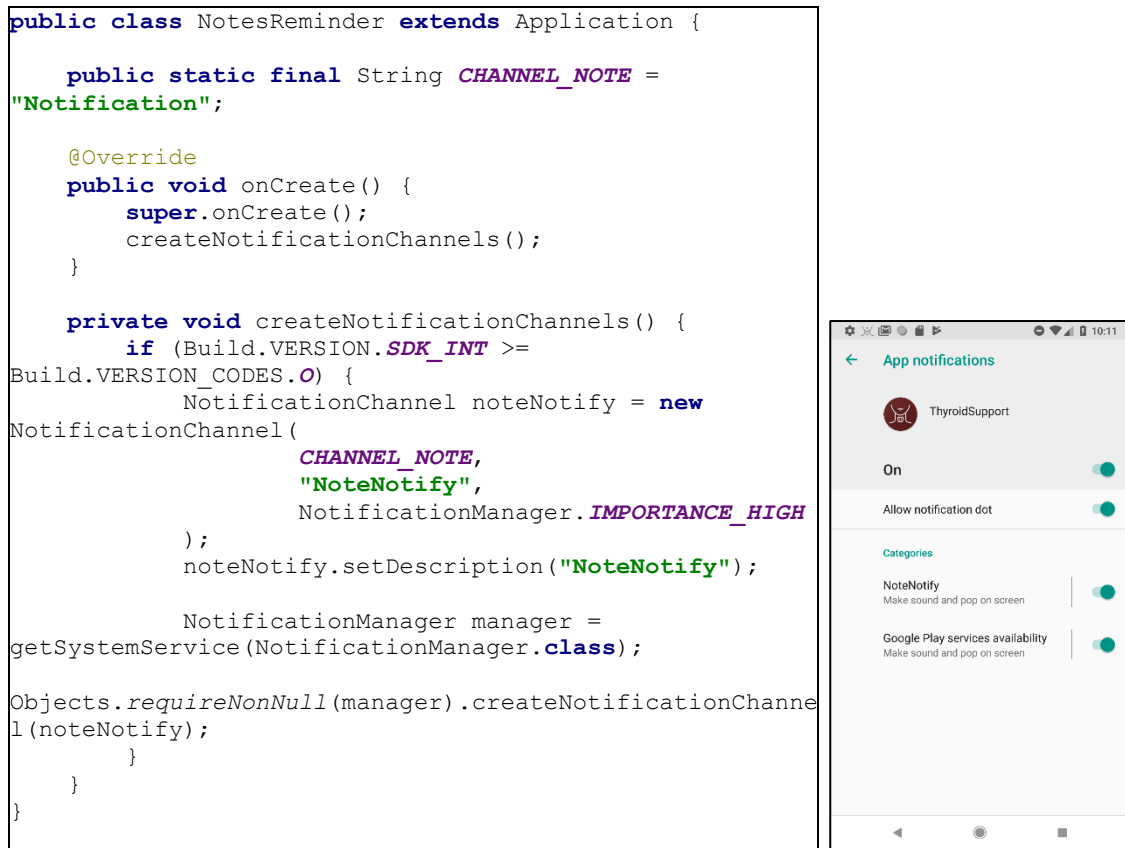 public class NotesReminder extends Application {
public static final String CHANNEL_NOTE =
"Notification";
@Override
public void onCreate() {
super.onCreate();
createNotificationChannels();
}
private void createNotificationChannels() {
if (Build.VERSION.SDK_INT >=
Build.VERSION_CODES.O) {
NotificationChannel noteNotify = new
NotificationChannel(
CHANNEL_NOTE,
"NoteNotify",
NotificationManager.IMPORTANCE_HIGH
);
noteNotify.setDescription("NoteNotify");
NotificationManager manager =
getSystemService(NotificationManager.class);
Objects.requireNonNull(manager).createNotificationChanne
l(noteNotify);
}
}
}
10:11
App notifications
ThyroidSupport
On
Allow notification dot
Categories
NoteNotify
Make sound and pop on screen
Google Play services availability
Make sound and pop on screen